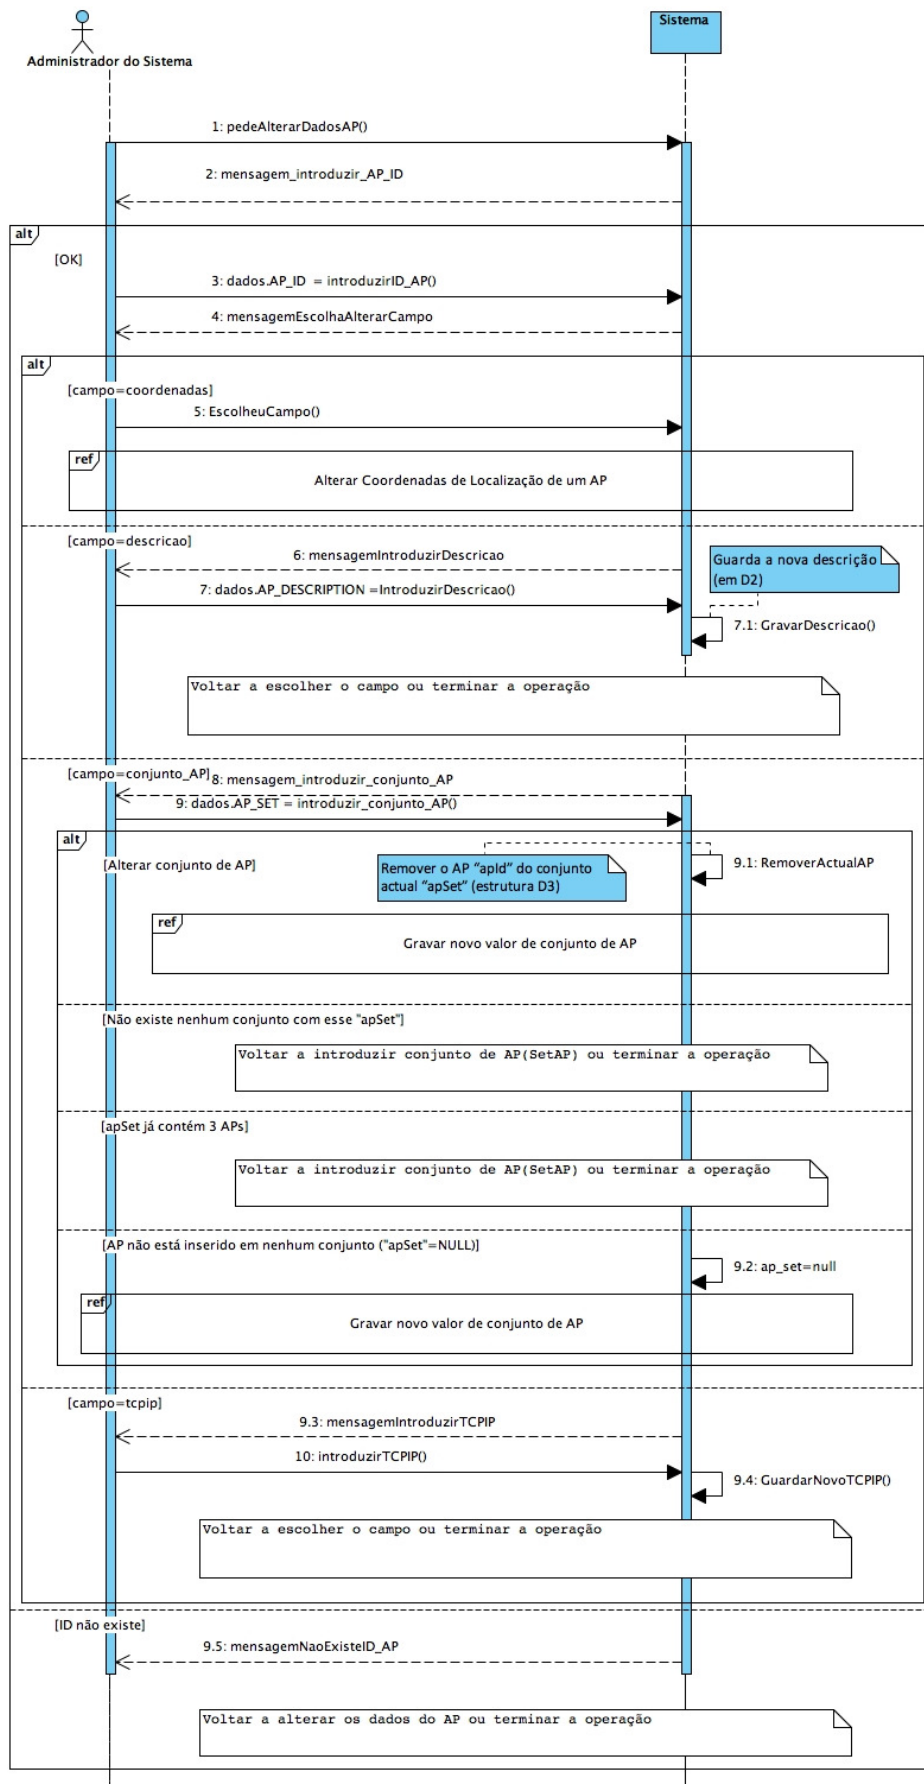 Sistema
Administrador do Sistema
1: pedeAlterarDadosAP()
2: mensagem_introduzir_AP_ID
alt
[OK]
3: dados.AP_ID  = introduzirID_AP()
4: mensagemEscolhaAlterarCampo
alt
[campo=coordenadas]
5: EscolheuCampo()
ref
Alterar Coordenadas de Localização de um AP
[campo=descricao]
6: mensagemIntroduzirDescricao
Guarda a nova descrição
(em D2)
7: dados.AP_DESCRIPTION =IntroduzirDescricao()
7.1: GravarDescricao()
Voltar a escolher o campo ou terminar a operação
[campo=conjunto_AP]
8: mensagem_introduzir_conjunto_AP
9: dados.AP_SET = introduzir_conjunto_AP()
alt
[Alterar conjunto de AP]
Remover o AP “apId” do conjunto
actual “apSet” (estrutura D3)
9.1: RemoverActualAP
ref
Gravar novo valor de conjunto de AP
[Não existe nenhum conjunto com esse "apSet"]
Voltar a introduzir conjunto de AP(SetAP) ou terminar a operação
[apSet já contém 3 APs]
Voltar a introduzir conjunto de AP(SetAP) ou terminar a operação
[AP não está inserido em nenhum conjunto ("apSet"=NULL)]
9.2: ap_set=null
ref
Gravar novo valor de conjunto de AP
[campo=tcpip]
9.3: mensagemIntroduzirTCPIP
10: introduzirTCPIP()
9.4: GuardarNovoTCPIP()
Voltar a escolher o campo ou terminar a operação
[ID não existe]
9.5: mensagemNaoExisteID_AP
Voltar a alterar os dados do AP ou terminar a operação